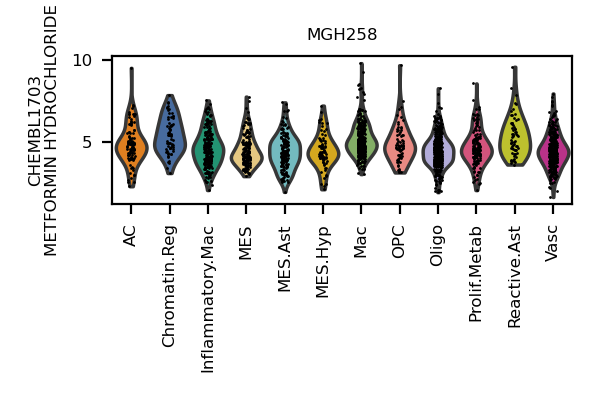 MGH258
CHEMBL1703
METFORMIN HYDROCHLORIDE
10
5
AC
Chromatin.Reg
Inflammatory.Mac
MES
MES.Ast
MES.Hyp
Mac
OPC
Oligo
Prolif.Metab
Reactive.Ast
Vasc